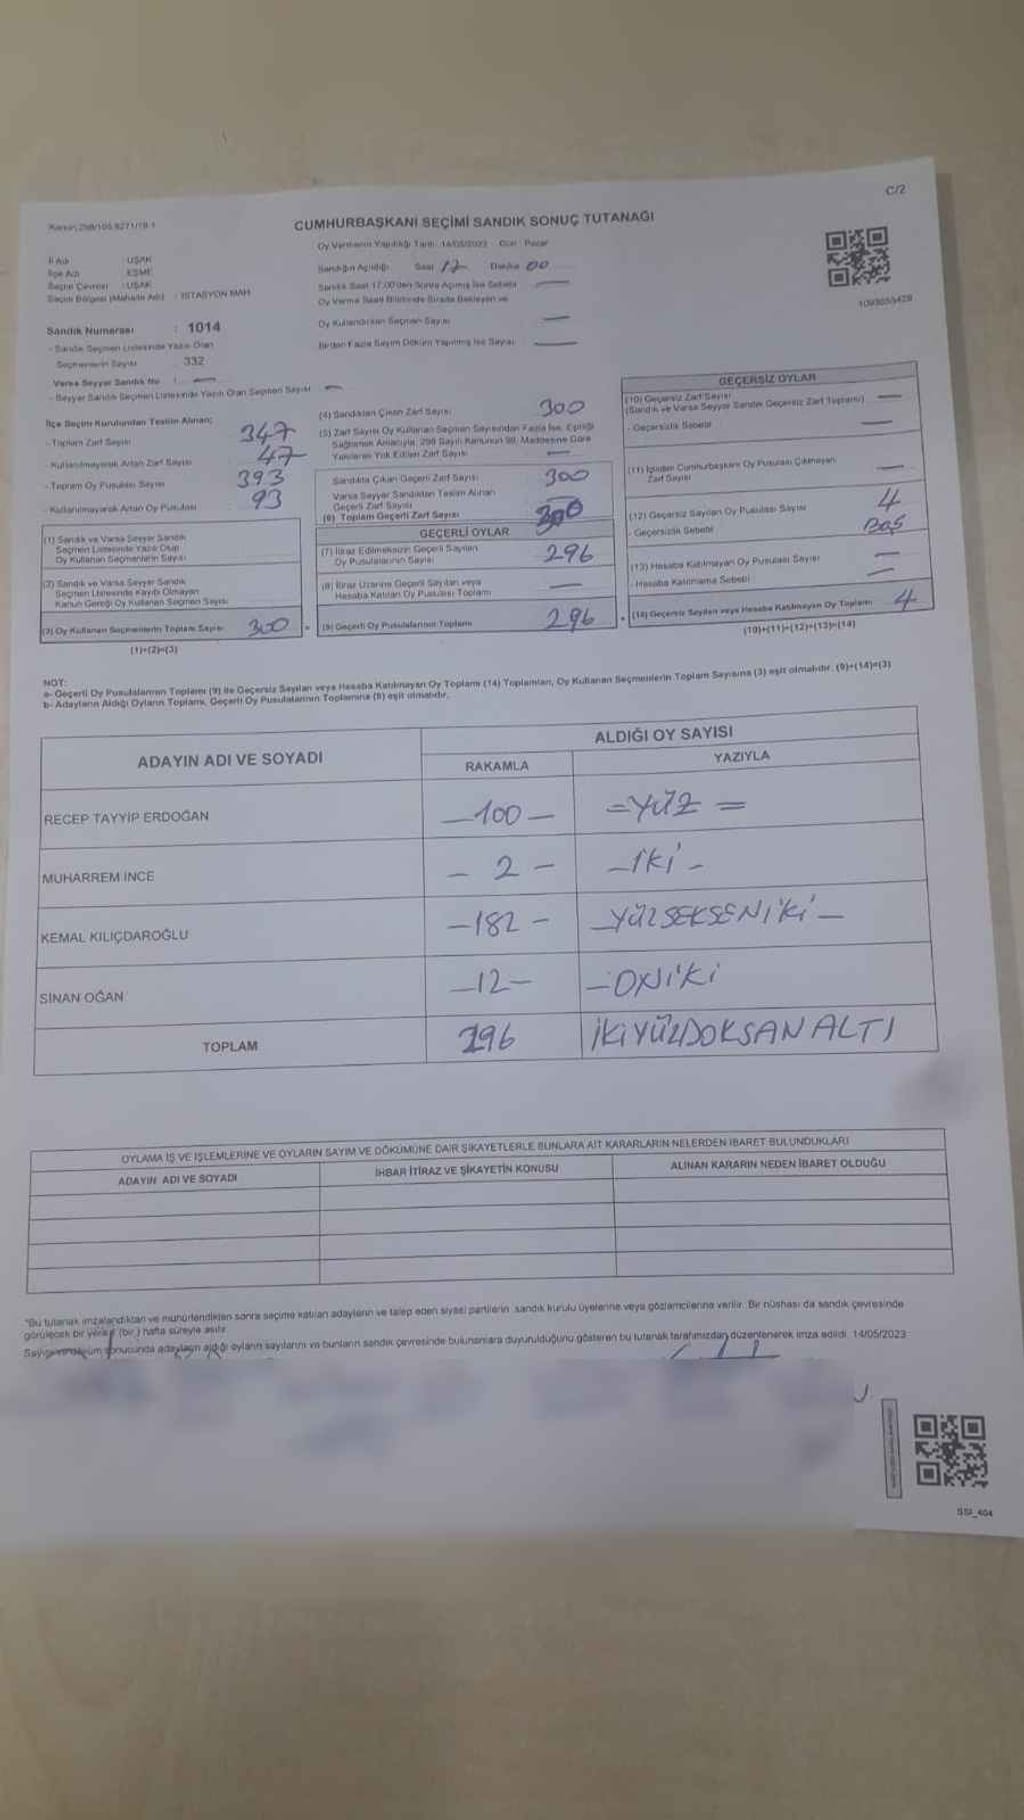 C/2
CUMHURBAŞKANI SEÇİMİ SANDIK SONUÇ TUTANAĞI
Oy Vermenin Yapıldığı Tarih: 14/05/2023 Gün: Pazar
İl Adı : UŞAK
İlçe Adı : EŞME
Seçim Çevresi : UŞAK
Seçim Bölgesi (Mahalle Adı) : İSTASYON MAH.
Sandığın Açıldığı Saat 17 Dakika 00
Sandık Saat 17.00'den Sonra Açılmış İse Sebebi —
Oy Verme Saati Bitiminde Sırada Bekleyen ve
Oy Kullandırılan Seçmen Sayısı —
Birden Fazla Sayım Döküm Yapılmış İse Sayısı —
Sandık Numarası : 1014
- Sandık Seçmen Listesinde Yazılı Olan
Seçmenlerin Sayısı : 332
Varsa Seyyar Sandık No : —
- Seyyar Sandık Seçmen Listesinde Yazılı Olan Seçmen Sayısı —
İlçe Seçim Kurulundan Teslim Alınan;
- Toplam Zarf Sayısı 347
- Kullanılmayarak Artan Zarf Sayısı 47
- Toplam Oy Pusulası Sayısı 393
- Kullanılmayarak Artan Oy Pusulası 93
(1) Sandık ve Varsa Seyyar Sandık
Seçmen Listesinde Yazılı Olup
Oy Kullanan Seçmenlerin Sayısı
(2) Sandık ve Varsa Seyyar Sandık
Seçmen Listesinde Kaydı Olmayan
Kanun Gereği Oy Kullanan Seçmen Sayısı
(3) Oy Kullanan Seçmenlerin Toplam Sayısı 300
(1)+(2)=(3)
(4) Sandıktan Çıkan Zarf Sayısı 300
(5) Zarf Sayısı Oy Kullanan Seçmen Sayısından Fazla İse, Eşitliği
Sağlamak Amacıyla, 298 Sayılı Kanunun 98. Maddesine Göre
Yakılarak Yok Edilen Zarf Sayısı —
Sandıkta Çıkan Geçerli Zarf Sayısı 300
Varsa Seyyar Sandıktan Teslim Alınan
Geçerli Zarf Sayısı —
(6) Toplam Geçerli Zarf Sayısı 300
GEÇERLİ OYLAR
(7) İtiraz Edilmeksizin Geçerli Sayılan
Oy Pusulalarının Sayısı 296
(8) İtiraz Üzerine Geçerli Sayılan veya
Hesaba Katılan Oy Pusulası Toplamı —
(9) Geçerli Oy Pusulalarının Toplamı 296
GEÇERSİZ OYLAR
(10) Geçersiz Zarf Sayısı
(Sandık ve Varsa Seyyar Sandık Geçersiz Zarf Toplamı) —
- Geçersizlik Sebebi —
(11) İçinden Cumhurbaşkanı Oy Pusulası Çıkmayan
Zarf Sayısı —
(12) Geçersiz Sayılan Oy Pusulası Sayısı 4
- Geçersizlik Sebebi BOŞ
(13) Hesaba Katılmayan Oy Pusulası Sayısı —
- Hesaba Katılmama Sebebi —
(14) Geçersiz Sayılan veya Hesaba Katılmayan Oy Toplamı 4
(10)+(11)+(12)+(13)=(14)
NOT:
a- Geçerli Oy Pusulalarının Toplamı (9) ile Geçersiz Sayılan veya Hesaba Katılmayan Oy Toplamı (14) Toplamları, Oy Kullanan Seçmenlerin Toplam Sayısına (3) eşit olmalıdır. (9)+(14)=(3)
b- Adayların Aldığı Oyların Toplamı, Geçerli Oy Pusulalarının Toplamına (9) eşit olmalıdır.
ADAYIN ADI VE SOYADI
ALDIĞI OY SAYISI
RAKAMLA YAZIYLA
RECEP TAYYİP ERDOĞAN —100— =YÜZ=
MUHARREM İNCE — 2 — —İKİ—
KEMAL KILIÇDAROĞLU —182— —YÜZSEKSENİKİ—
SİNAN OĞAN —12— —ONİKİ
TOPLAM 296 İKİYÜZDOKSANALTI
OYLAMA İŞ VE İŞLEMLERİNE VE OYLARIN SAYIM VE DÖKÜMÜNE DAİR ŞİKAYETLERLE BUNLARA AİT KARARLARIN NELERDEN İBARET BULUNDUKLARI
ADAYIN ADI VE SOYADI İHBAR İTİRAZ VE ŞİKAYETİN KONUSU ALINAN KARARIN NEDEN İBARET OLDUĞU
*Bu tutanak imzalandıktan ve mühürlendikten sonra seçime katılan adayların ve talep eden siyasi partilerin sandık kurulu üyelerine veya gözlemcilerine verilir. Bir nüshası da sandık çevresinde
görülecek bir yere (bir) hafta süreyle asılır.
Sayım ve döküm sonucunda adayların aldığı oyların sayılarını ve bunların sandık çevresinde bulunanlara duyurulduğunu gösteren bu tutanak tarafımızdan düzenlenerek imza edildi. 14/05/2023